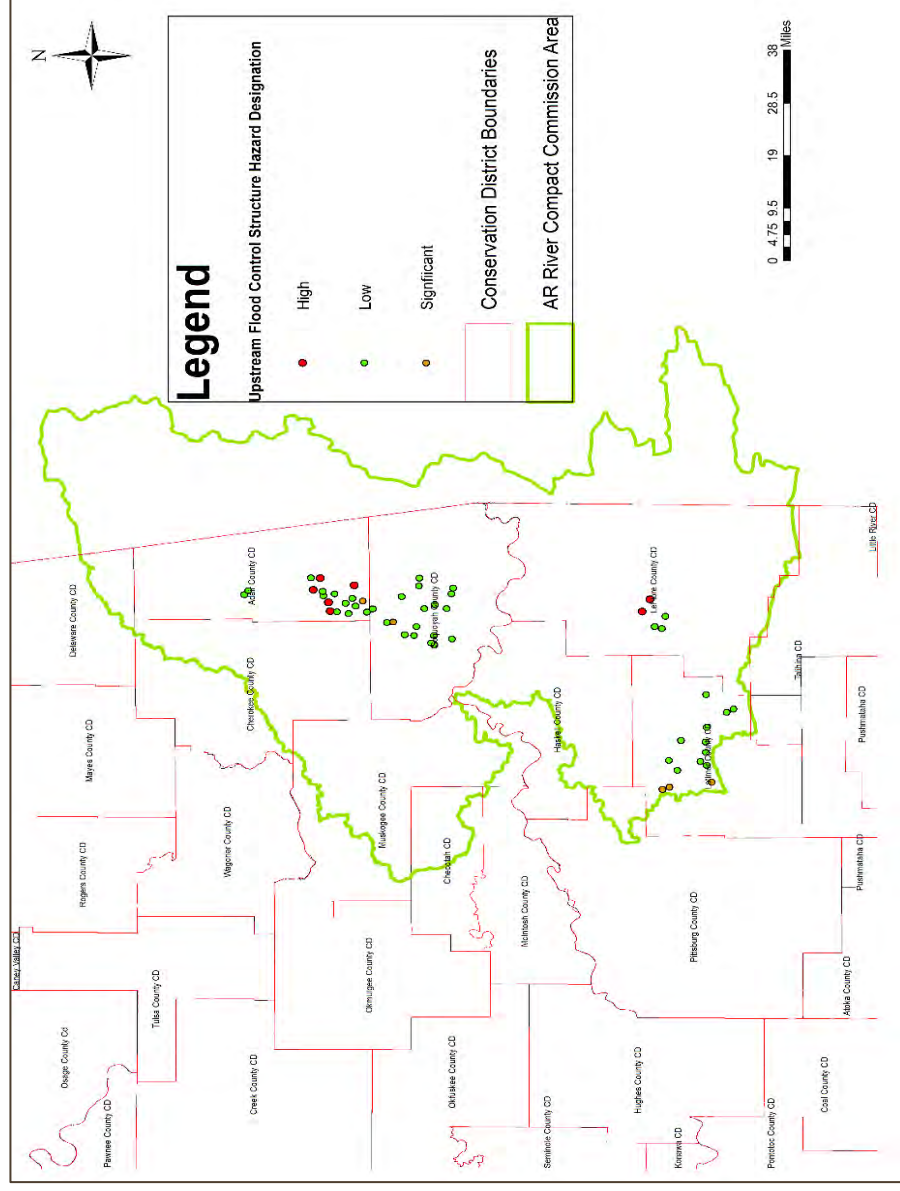 N
Legend
Upstream Flood Control Structure Hazard Designation
High
Low
Signfiicant
Conservation District Boundaries
AR River Compact Commission Area
0 4.75 9.5 19 28.5 38
Miles
Caney Valley CD
Osage County Cd
Pawnee County CD
Rogers County CD
Mayes County CD
Delaware County CD
Tulsa County CD
Creek County CD
Wagoner County CD
Cherokee County CD
Adair County CD
Okmulgee County CD
Muskogee County CD
Checotah CD
Sequoyah County CD
Okfuskee County CD
McIntosh County CD
Haskell County CD
Seminole County CD
Hughes County CD
Pittsburg County CD
Latimer County CD
LeFlore County CD
Konawa CD
Pontotoc County CD
Coal County CD
Atoka County CD
Pushmataha CD
Pushmataha CD
Talihina CD
Little River CD